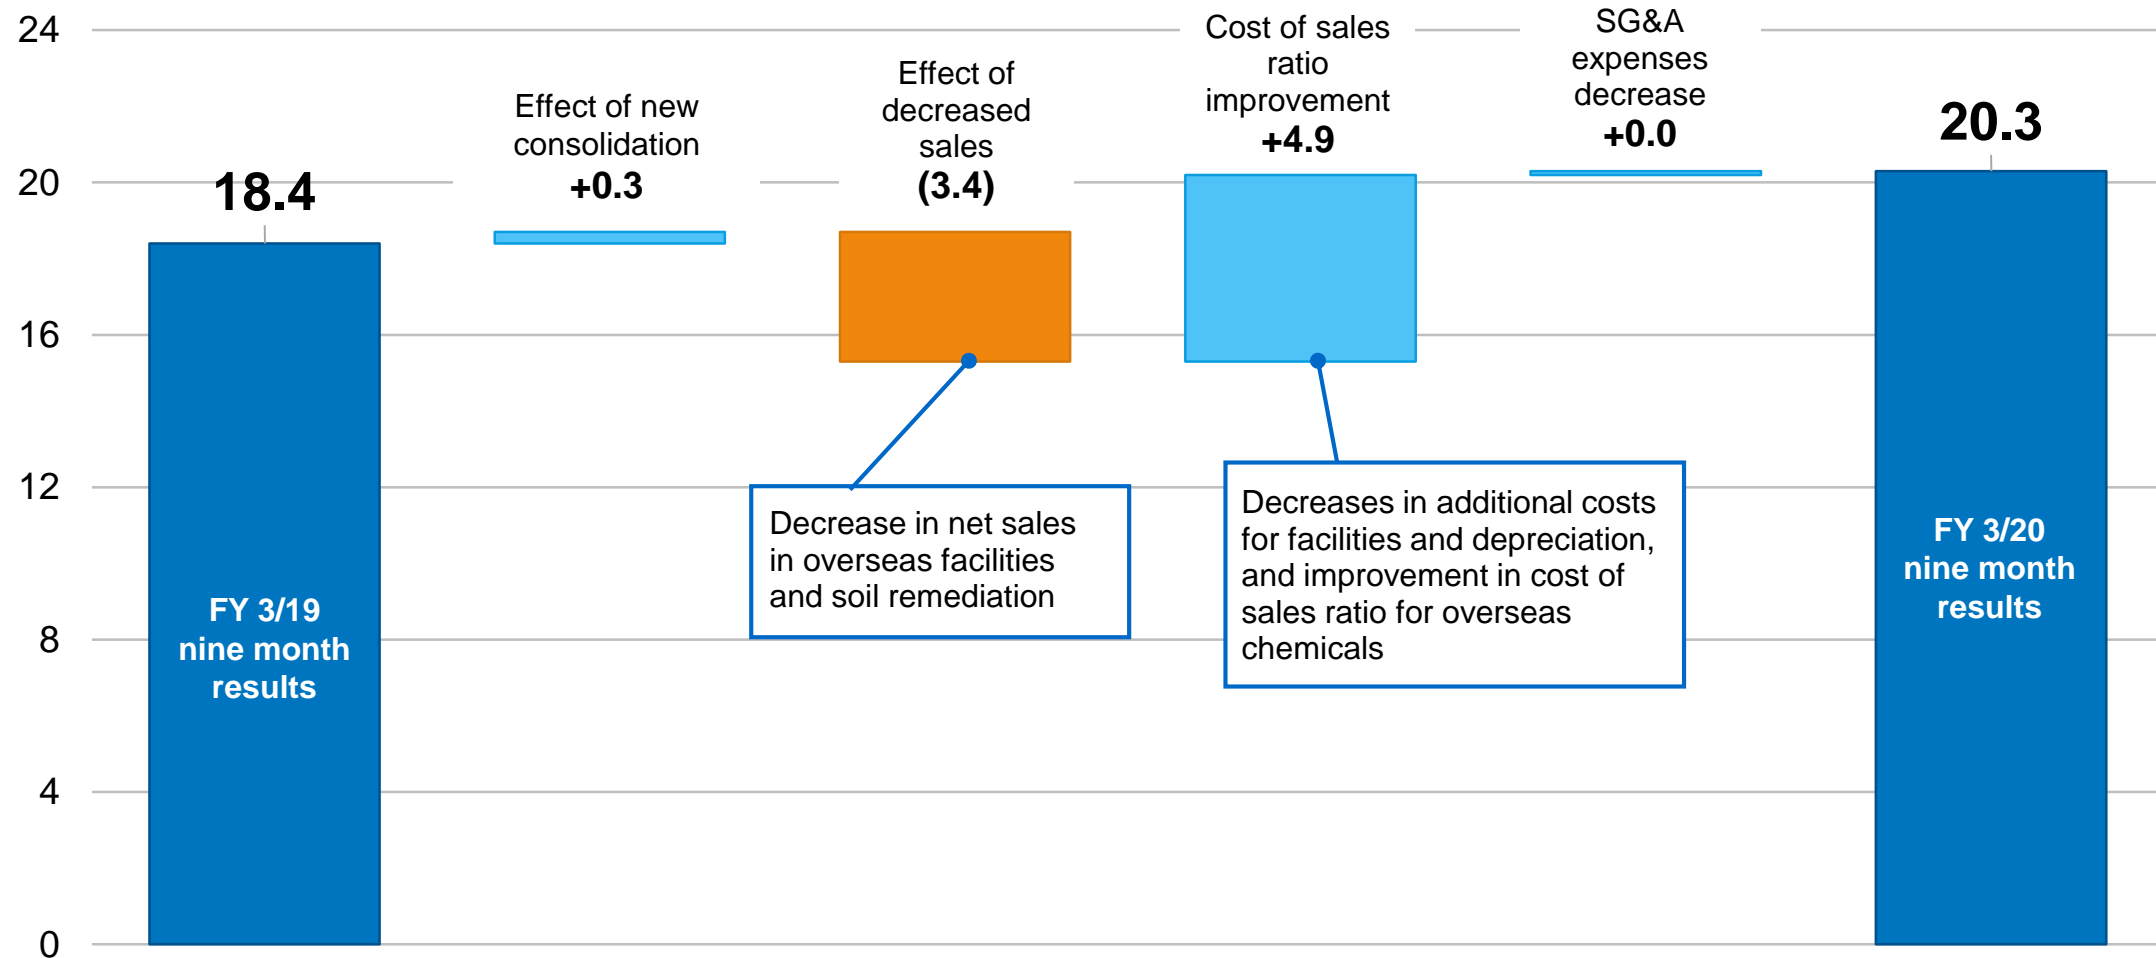 24
20
16
12
8
4
0
18.4
FY 3/19
nine month
results
Effect of new
consolidation
+0.3
Effect of
decreased
sales
(3.4)
Decrease in net sales
in overseas facilities
and soil remediation
Cost of sales
ratio
improvement
+4.9
Decreases in additional costs
for facilities and depreciation,
and improvement in cost of
sales ratio for overseas
chemicals
SG&A
expenses
decrease
+0.0
20.3
FY 3/20
nine month
results